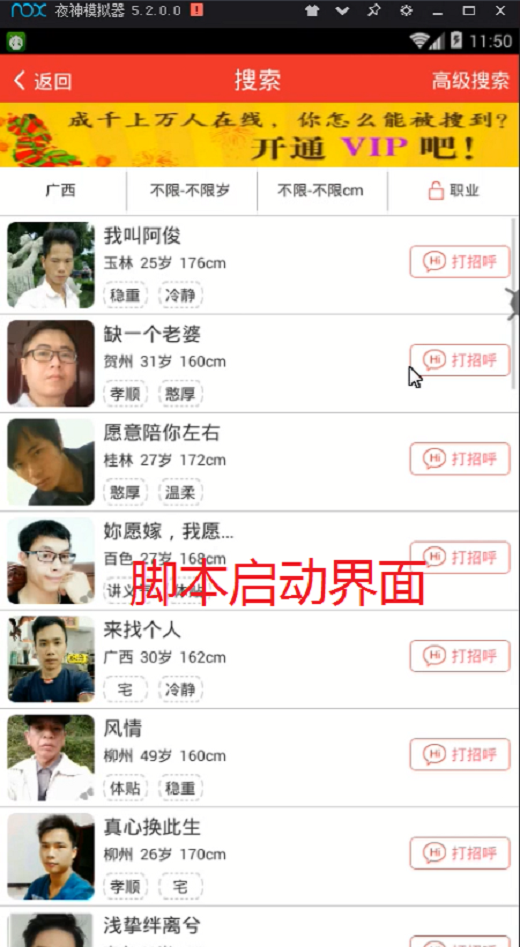 nox 夜神模拟器 5.2.0.0
11:50
返回 搜索 高级搜索
成千上万人在线，你怎么能被搜到？
开通 VIP 吧！
广西 不限-不限岁 不限-不限cm 职业
我叫阿俊
玉林 25岁 176cm
Hi 打招呼
稳重 冷静
缺一个老婆
贺州 31岁 160cm
Hi 打招呼
孝顺 憨厚
愿意陪你左右
桂林 27岁 172cm
Hi 打招呼
憨厚 温柔
妳愿嫁，我愿...
百色 27岁 168cm
Hi 打招呼
脚本启动界面
来找个人
广西 30岁 162cm
Hi 打招呼
宅 冷静
风情
柳州 49岁 160cm
Hi 打招呼
体贴 稳重
真心换此生
柳州 26岁 170cm
Hi 打招呼
孝顺 宅
浅挚绊离兮